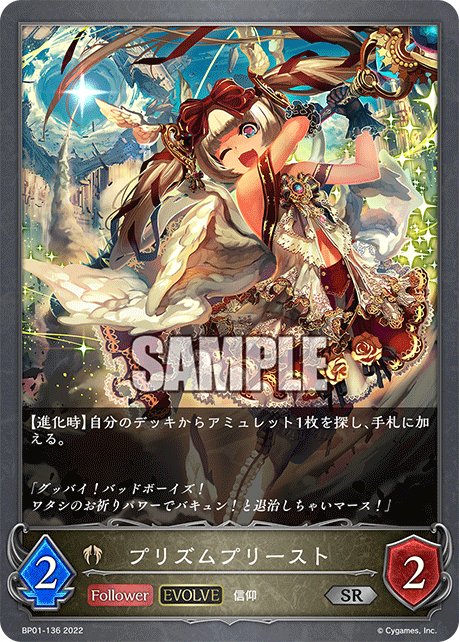 SAMPLE
【進化時】自分のデッキからアミュレット1枚を探し、手札に加
える。
「グッバイ！バッドボーイズ！
ワタシのお祈りパワーでバキュン！と退治しちゃいマース！」
プリズムプリースト
2
2
Follower EVOLVE 信仰 SR
BP01-136 2022 © Cygames, Inc.